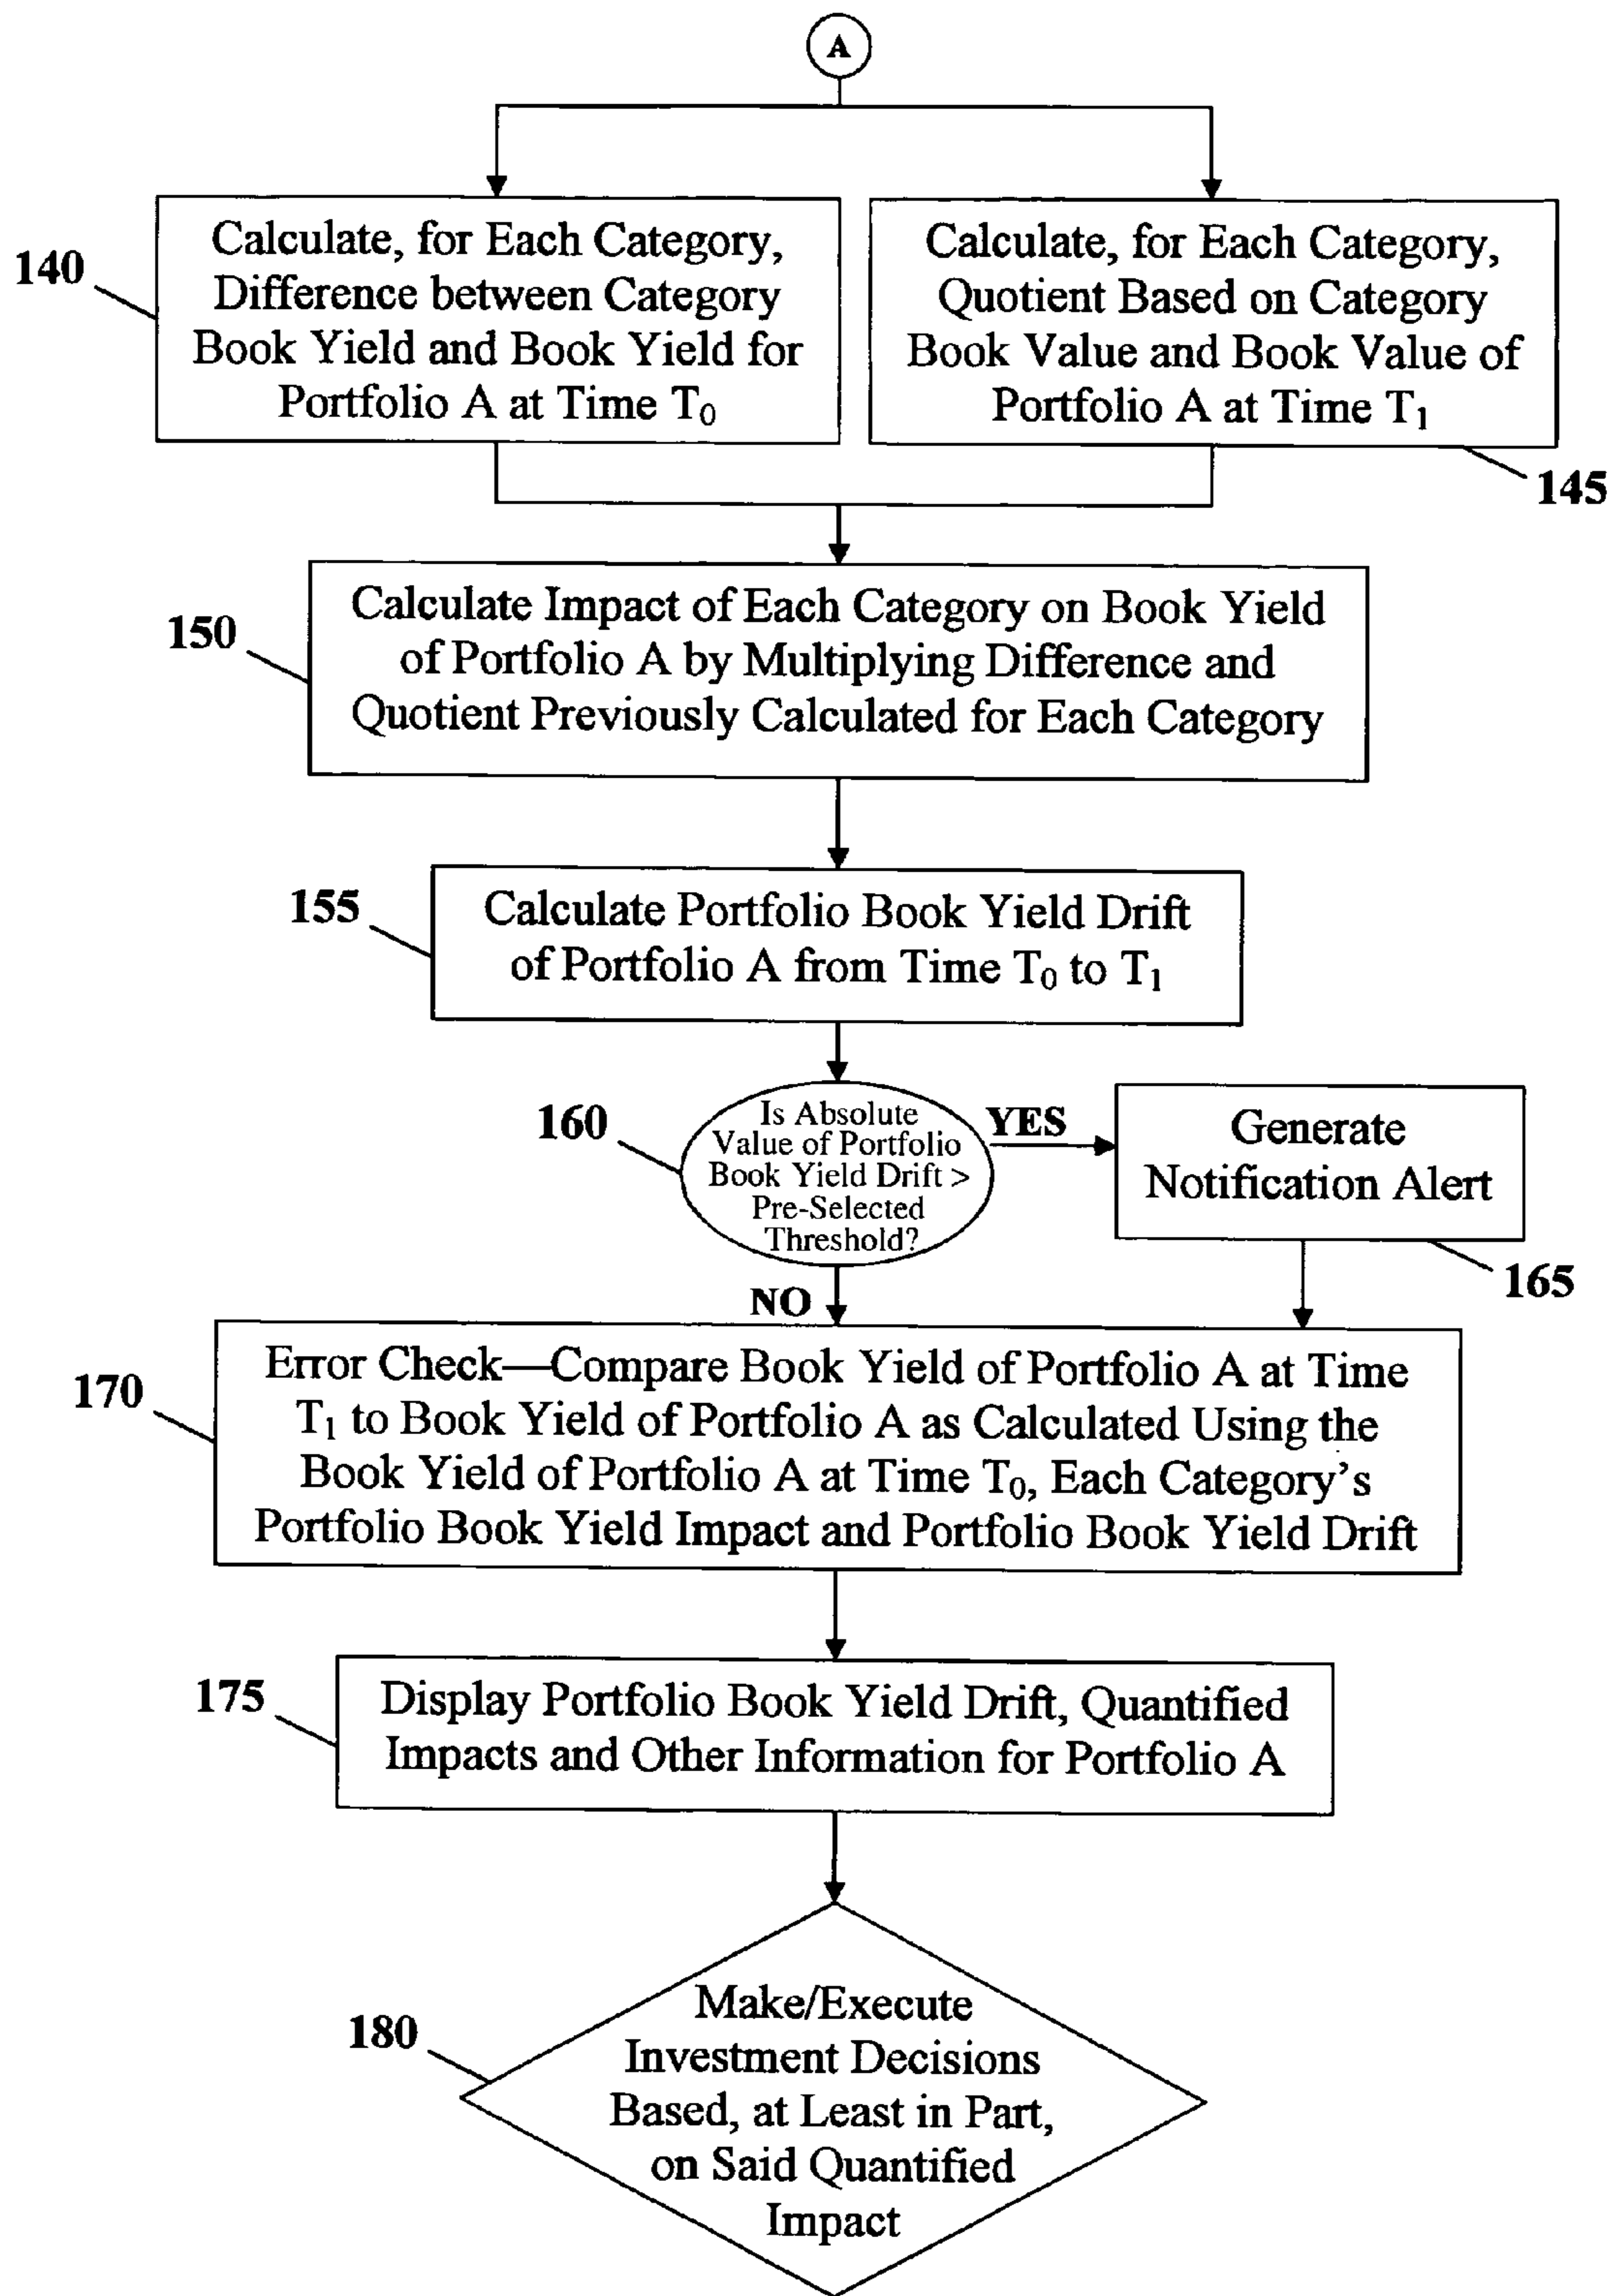 A
140
Calculate, for Each Category,
Difference between Category
Book Yield and Book Yield for
Portfolio A at Time T₀
Calculate, for Each Category,
Quotient Based on Category
Book Value and Book Value of
Portfolio A at Time T₁
145
150
Calculate Impact of Each Category on Book Yield
of Portfolio A by Multiplying Difference and
Quotient Previously Calculated for Each Category
155
Calculate Portfolio Book Yield Drift
of Portfolio A from Time T₀ to T₁
160
Is Absolute
Value of Portfolio
Book Yield Drift >
Pre-Selected
Threshold?
YES
Generate
Notification Alert
165
NO
170
Error Check—Compare Book Yield of Portfolio A at Time
T₁ to Book Yield of Portfolio A as Calculated Using the
Book Yield of Portfolio A at Time T₀, Each Category's
Portfolio Book Yield Impact and Portfolio Book Yield Drift
175
Display Portfolio Book Yield Drift, Quantified
Impacts and Other Information for Portfolio A
180
Make/Execute
Investment Decisions
Based, at Least in Part,
on Said Quantified
Impact